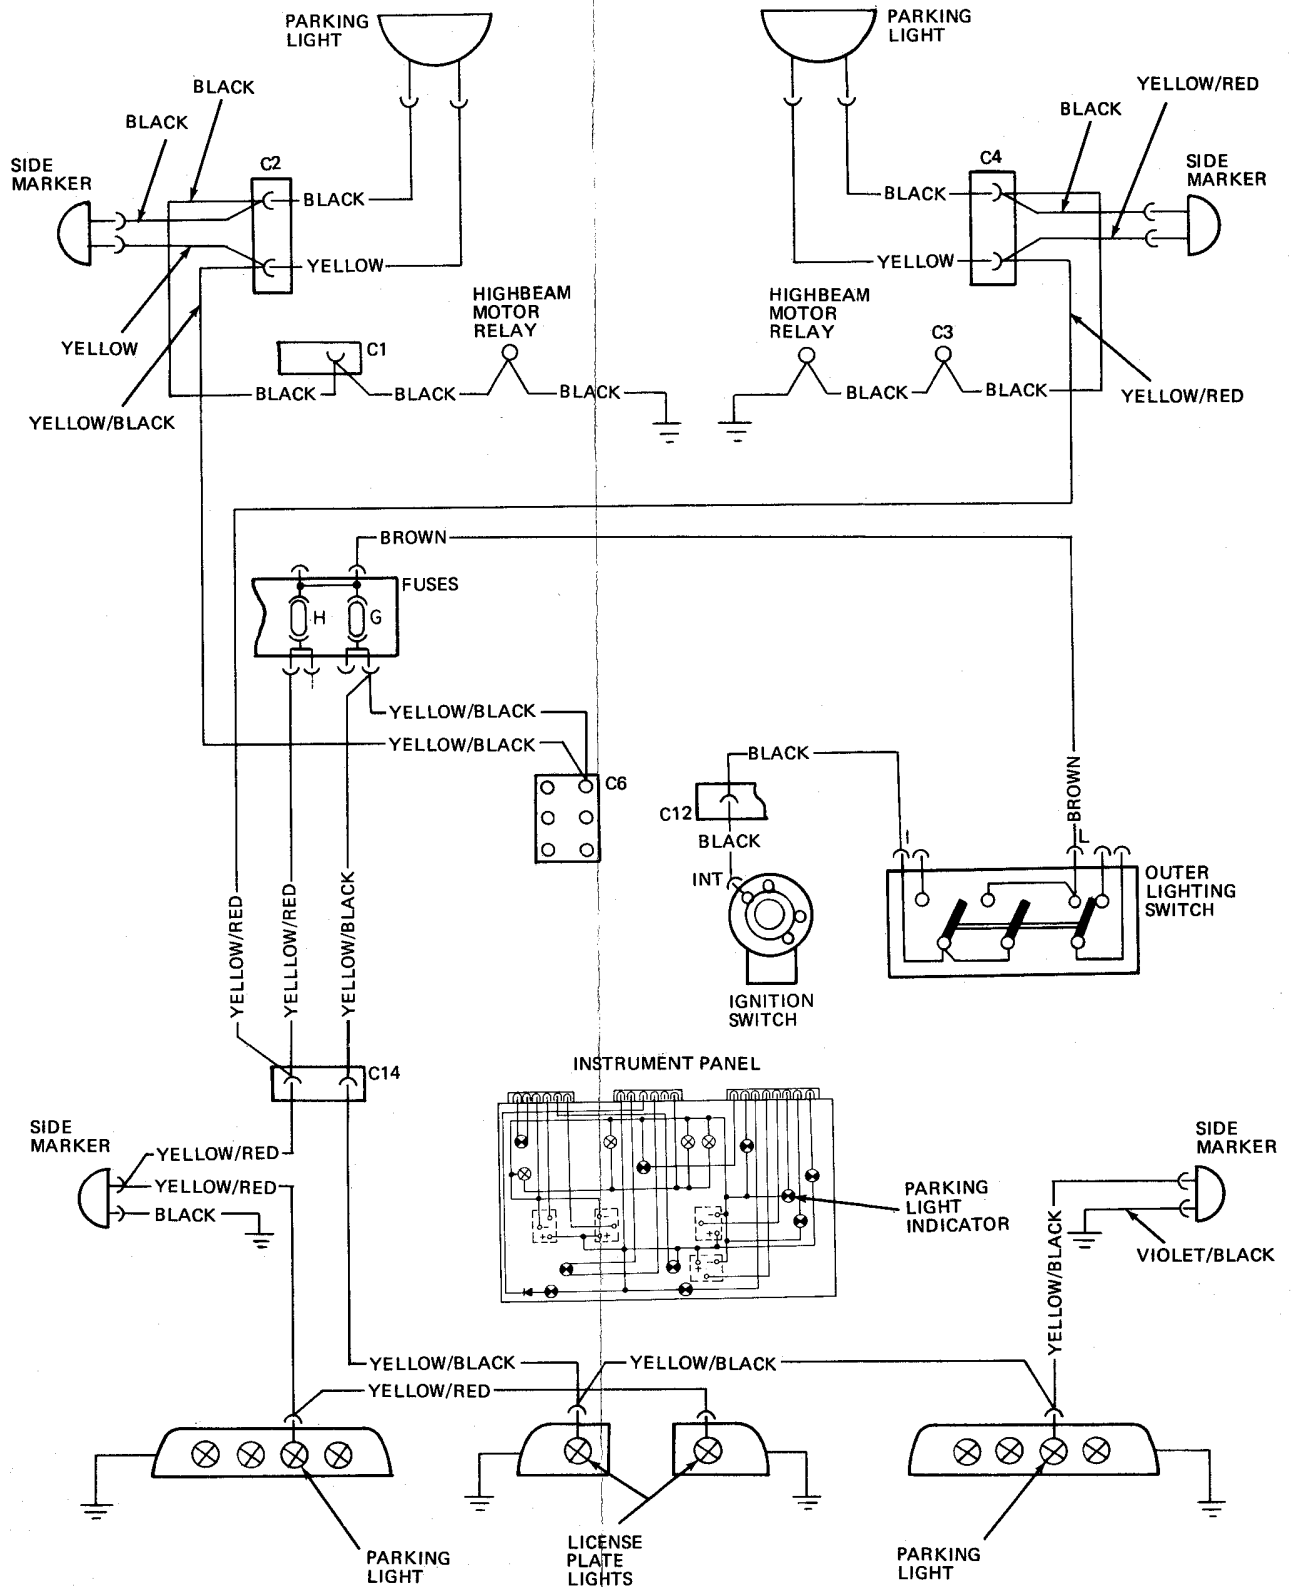 PARKING
LIGHT
PARKING
LIGHT
BLACK
BLACK
YELLOW/RED
BLACK
SIDE
MARKER
C2
C4
SIDE
MARKER
BLACK
BLACK
YELLOW
YELLOW
HIGHBEAM
MOTOR
RELAY
HIGHBEAM
MOTOR
RELAY
C3
YELLOW
C1
BLACK
BLACK
BLACK
BLACK
BLACK
YELLOW/RED
YELLOW/BLACK
BROWN
FUSES
H
G
YELLOW/BLACK
YELLOW/BLACK
BLACK
C6
C12
BLACK
BROWN
I
L
INT
OUTER
LIGHTING
SWITCH
YELLOW/RED
YELLLOW/RED
YELLOW/BLACK
IGNITION
SWITCH
INSTRUMENT PANEL
C14
SIDE
MARKER
YELLOW/RED
YELLOW/RED
BLACK
SIDE
MARKER
PARKING
LIGHT
INDICATOR
YELLOW/BLACK
VIOLET/BLACK
YELLOW/BLACK
YELLOW/BLACK
YELLOW/RED
PARKING
LIGHT
LICENSE
PLATE
LIGHTS
PARKING
LIGHT